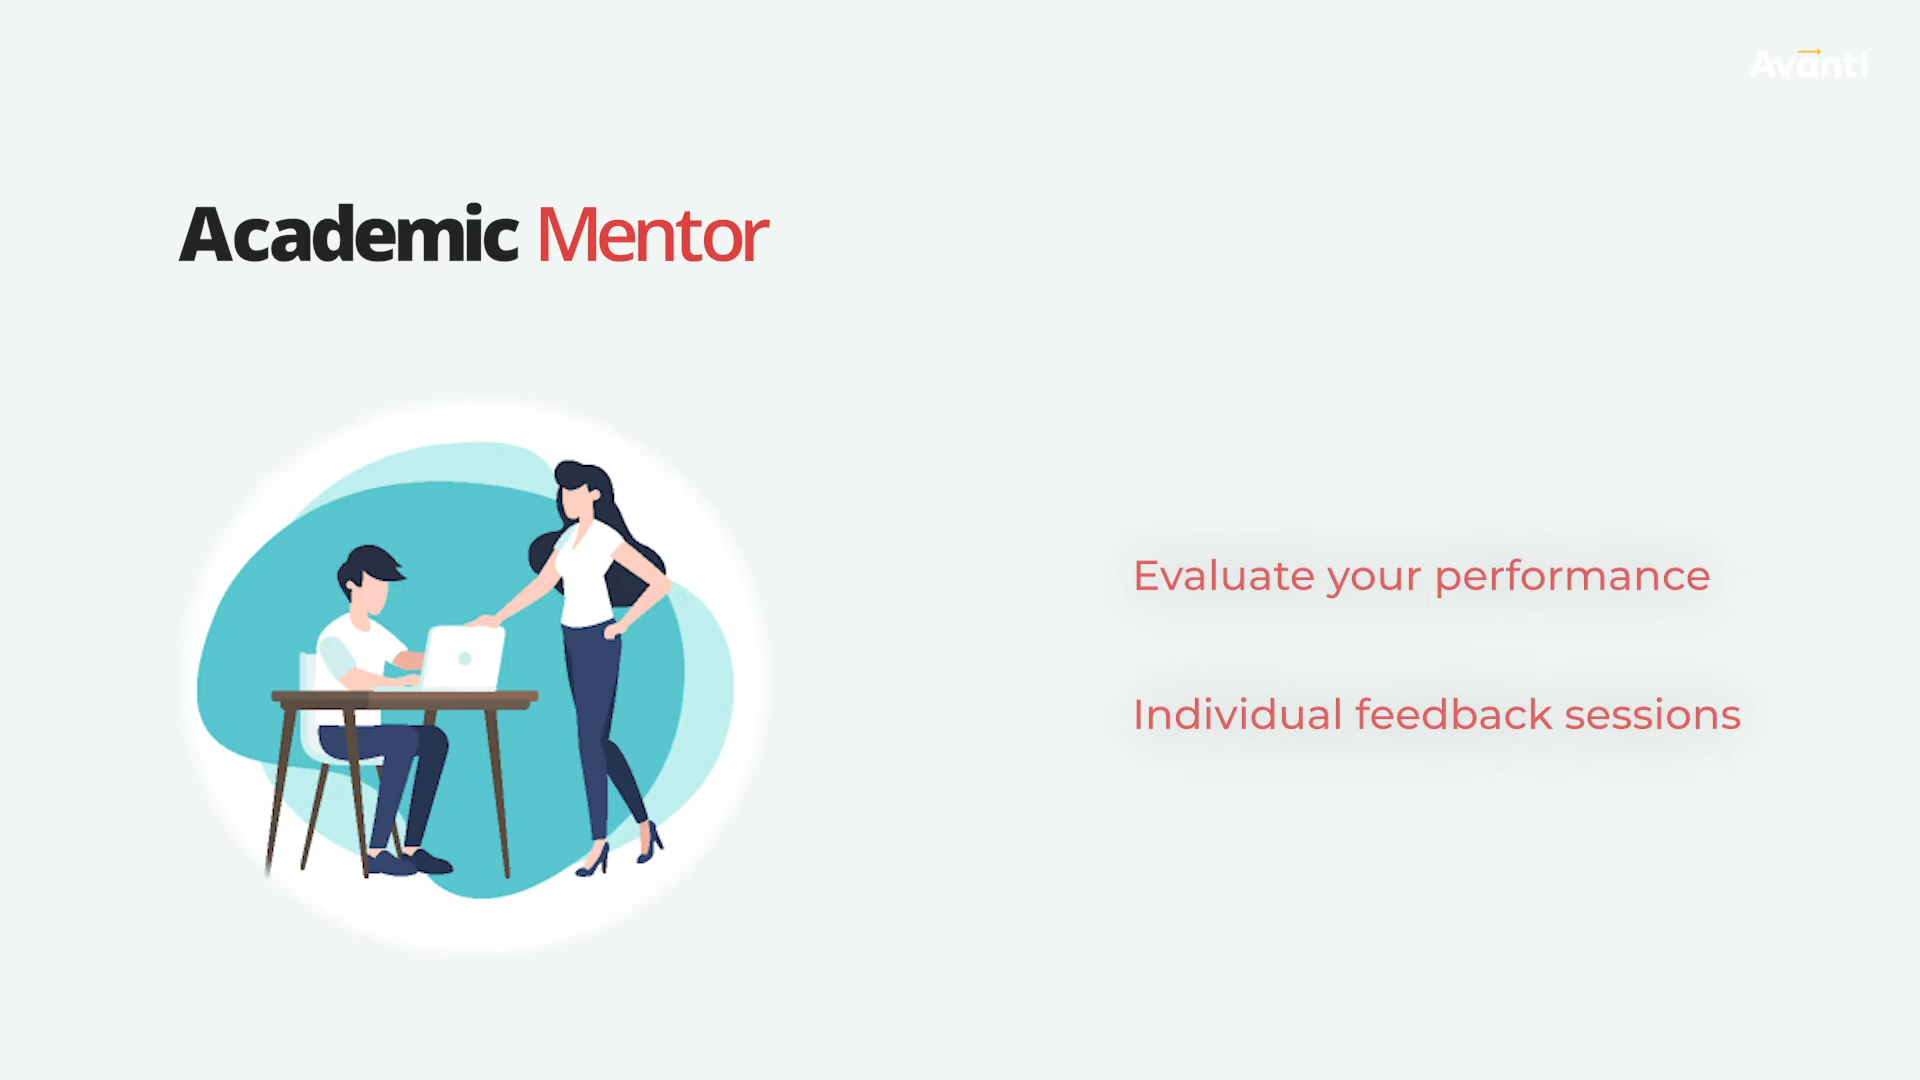 Avanti
Academic Mentor
Evaluate your performance
Individual feedback sessions